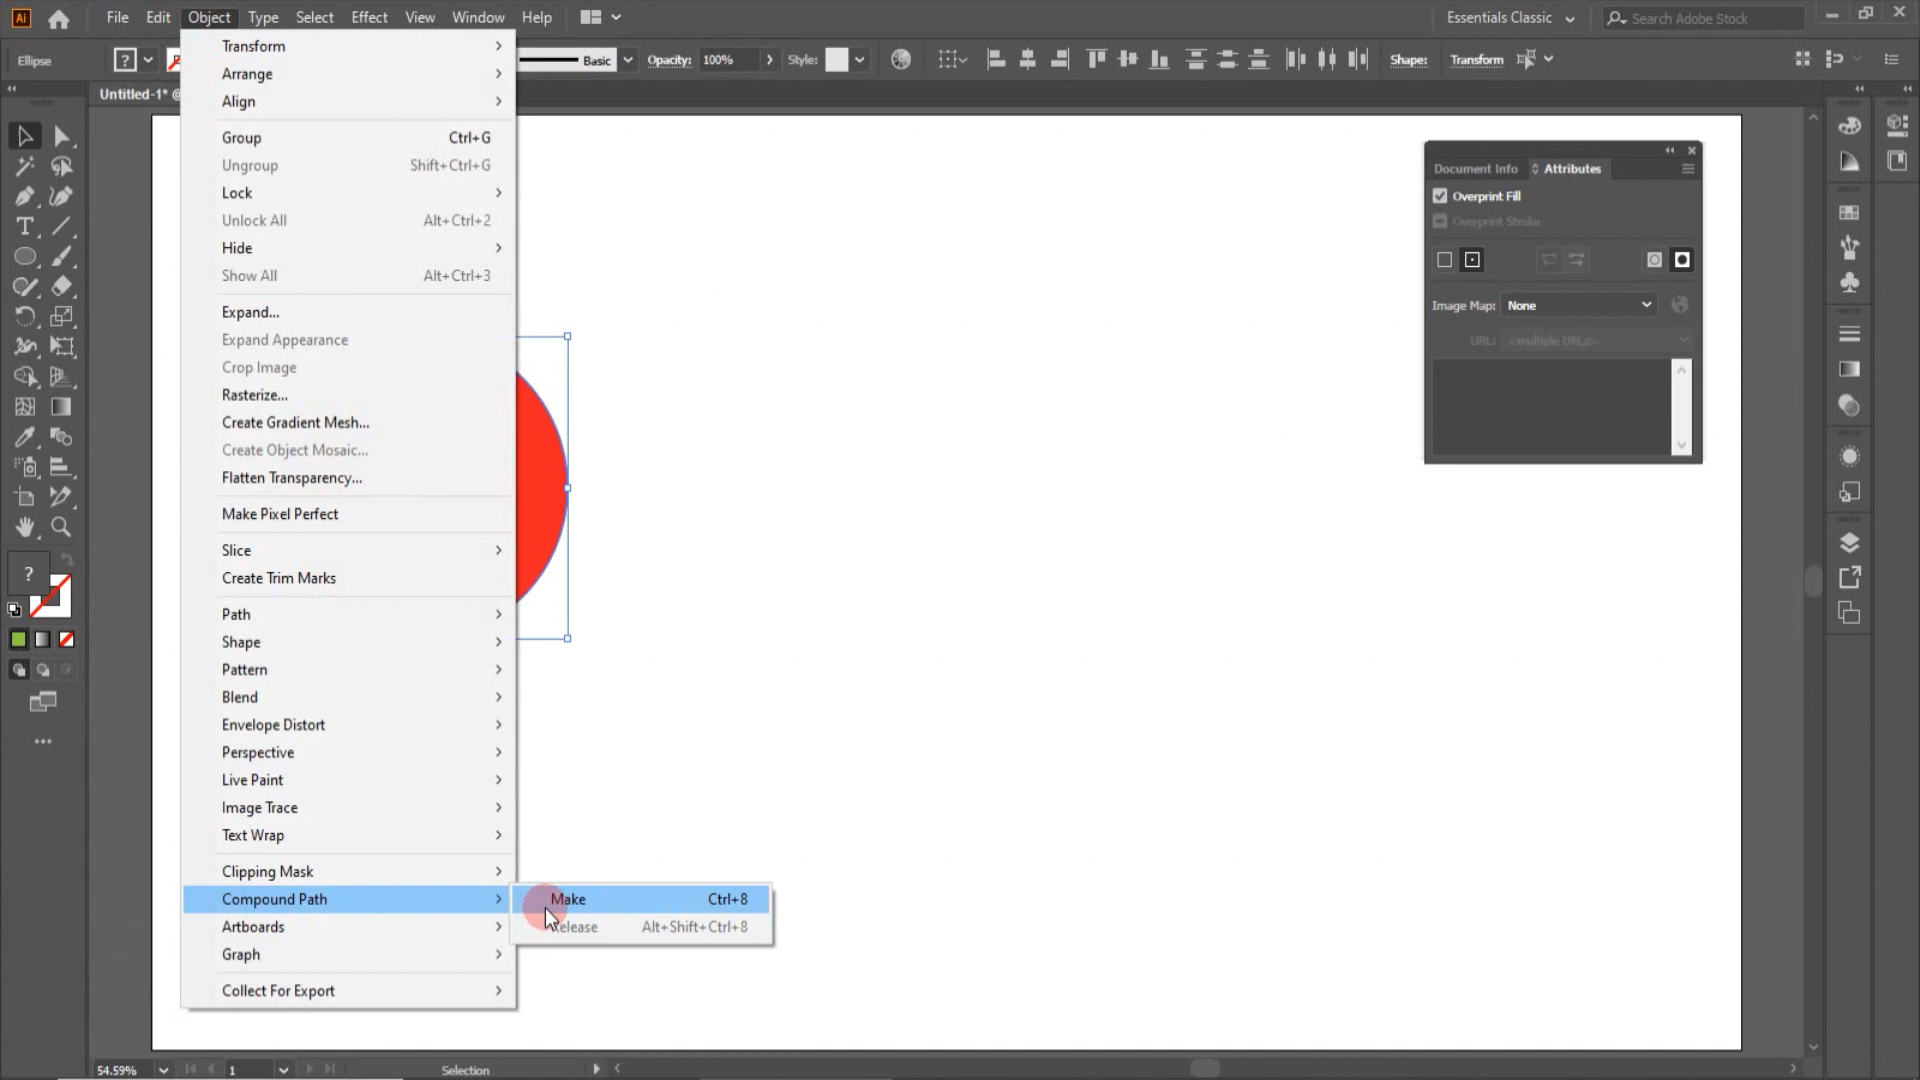 Ai File Edit Object Type Select Effect View Window Help Essentials Classic Search Adobe Stock
Ellipse ? Basic Opacity: 100% Style: Shape: Transform
Untitled-1* @
Transform
Arrange
Align
Group Ctrl+G
Ungroup Shift+Ctrl+G
Lock
Unlock All Alt+Ctrl+2
Hide
Show All Alt+Ctrl+3
Expand...
Expand Appearance
Crop Image
Rasterize...
Create Gradient Mesh...
Create Object Mosaic...
Flatten Transparency...
Make Pixel Perfect
Slice
Create Trim Marks
Path
Shape
Pattern
Blend
Envelope Distort
Perspective
Live Paint
Image Trace
Text Wrap
Clipping Mask
Compound Path
Artboards
Graph
Collect For Export
Make Ctrl+8
Release Alt+Shift+Ctrl+8
Document Info Attributes
Overprint Fill
Overprint Stroke
Image Map: None
URL: <multiple URLs>
?
54.59% 1 Selection